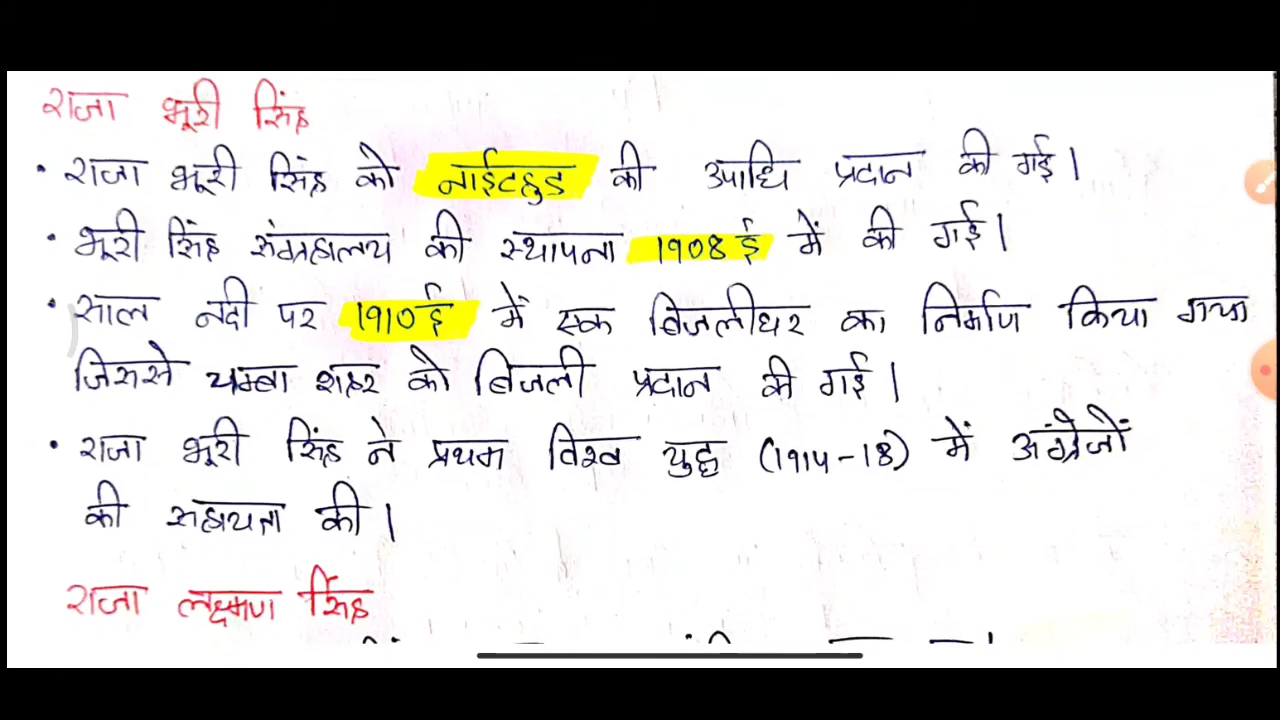 राजा भूरी सिंह
• राजा भूरी सिंह को नाईटहुड की उपाधि प्रदान की गई।
• भूरी सिंह संग्रहालय की स्थापना 1908 ई में की गई।
• साल नदी पर 1910 ई में एक बिजलीघर का निर्माण किया गया
जिससे चम्बा शहर को बिजली प्रदान की गई।
• राजा भूरी सिंह ने प्रथम विश्व युद्ध (1914-18) में अंग्रेजों
की सहायता की।
राजा लक्ष्मण सिंह